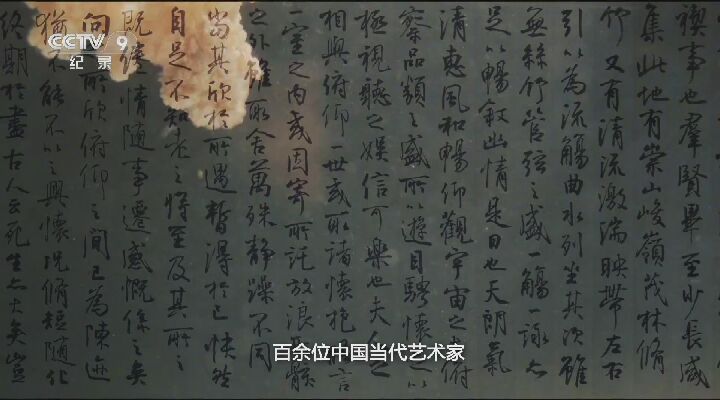 CCTV 9
纪录
禊事也羣賢畢至少長咸
集此地有崇山峻嶺茂林脩
竹又有清流激湍映帶左右
引以為流觴曲水列坐其次雖
無絲竹管弦之盛一觴一詠亦
足以暢敘幽情是日也天朗氣
清惠風和暢仰觀宇宙之俯
察品類之盛所以遊目騁懷以
極視聽之娛信可樂也夫人之
相與俯仰一世或取諸懷抱言
一室之內或因寄所託放浪骸
之外雖取舍萬殊靜躁不同
當其欣於所遇暫得於己快然
自足不知老之將至及其所之
既倦情隨事遷感慨係之矣
向之所欣俯仰之間已為陳迹
猶不能不以之興懷況脩短隨化
終期於盡古人云死生亦大矣豈
百余位中国当代艺术家